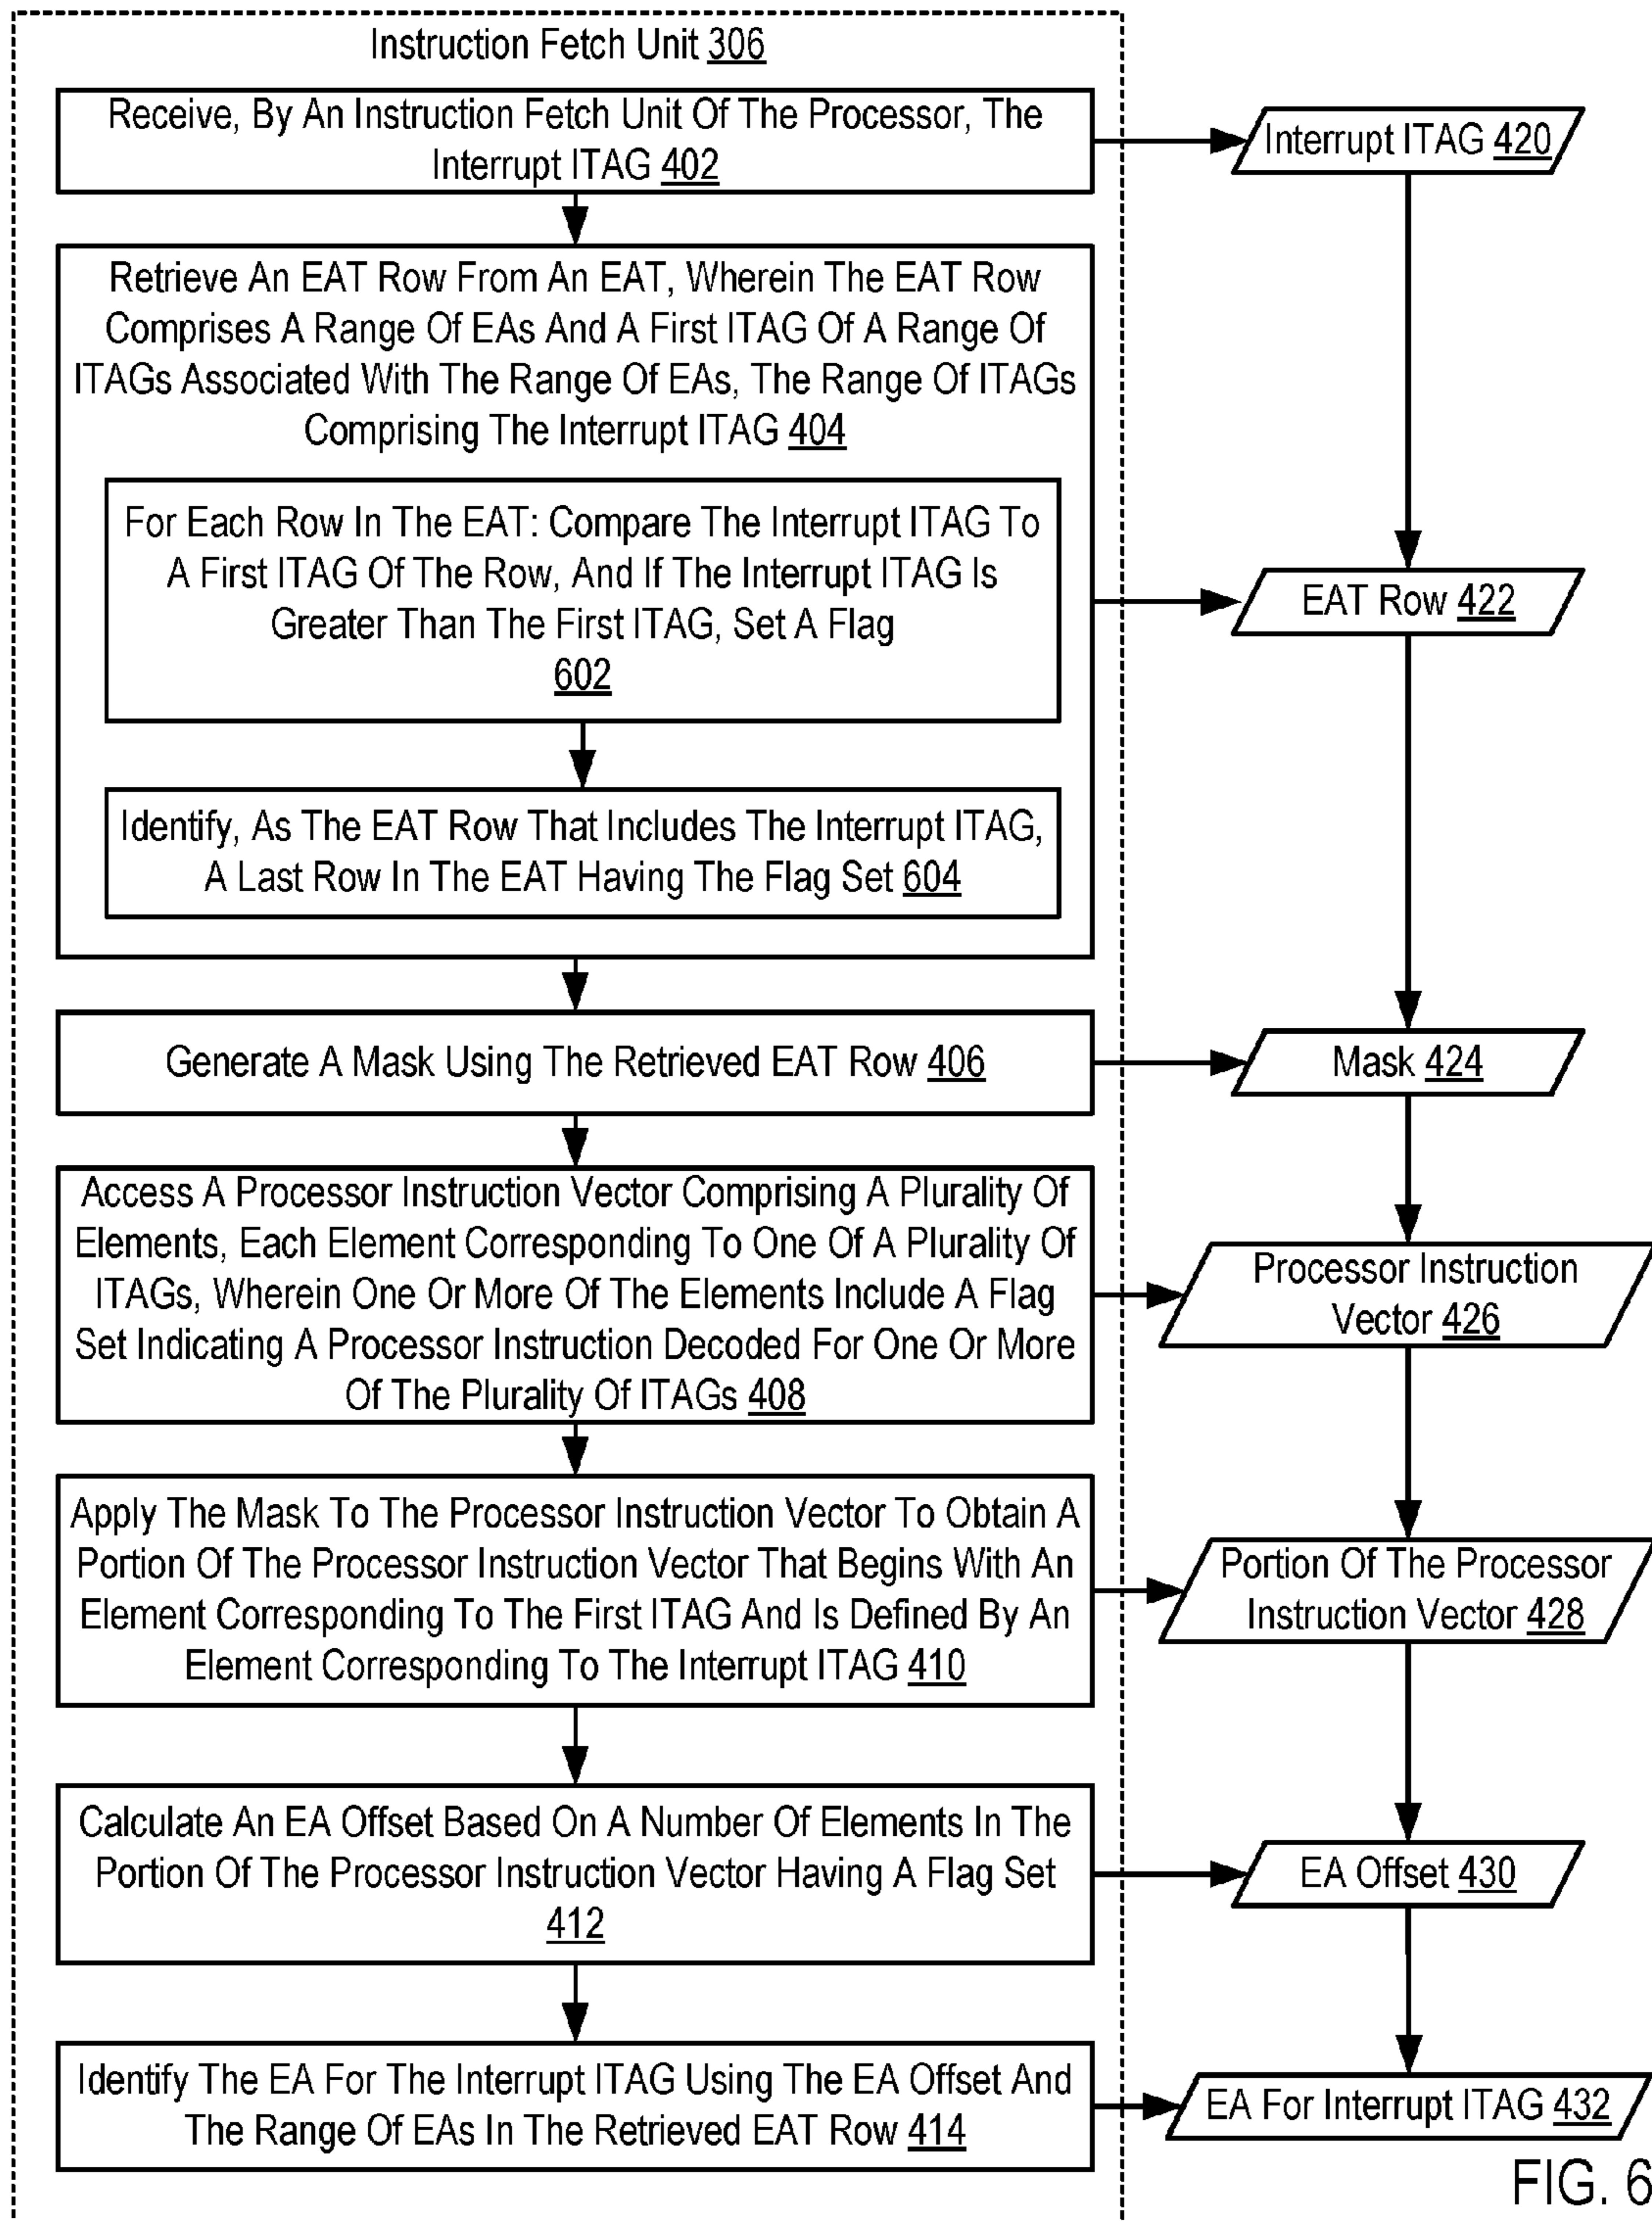 Instruction Fetch Unit 306
Receive, By An Instruction Fetch Unit Of The Processor, The
Interrupt ITAG 402
Interrupt ITAG 420
Retrieve An EAT Row From An EAT, Wherein The EAT Row
Comprises A Range Of EAs And A First ITAG Of A Range Of
ITAGs Associated With The Range Of EAs, The Range Of ITAGs
Comprising The Interrupt ITAG 404
For Each Row In The EAT: Compare The Interrupt ITAG To
A First ITAG Of The Row, And If The Interrupt ITAG Is
Greater Than The First ITAG, Set A Flag
602
EAT Row 422
Identify, As The EAT Row That Includes The Interrupt ITAG,
A Last Row In The EAT Having The Flag Set 604
Generate A Mask Using The Retrieved EAT Row 406
Mask 424
Access A Processor Instruction Vector Comprising A Plurality Of
Elements, Each Element Corresponding To One Of A Plurality Of
ITAGs, Wherein One Or More Of The Elements Include A Flag
Set Indicating A Processor Instruction Decoded For One Or More
Of The Plurality Of ITAGs 408
Processor Instruction
Vector 426
Apply The Mask To The Processor Instruction Vector To Obtain A
Portion Of The Processor Instruction Vector That Begins With An
Element Corresponding To The First ITAG And Is Defined By An
Element Corresponding To The Interrupt ITAG 410
Portion Of The Processor
Instruction Vector 428
Calculate An EA Offset Based On A Number Of Elements In The
Portion Of The Processor Instruction Vector Having A Flag Set
412
EA Offset 430
Identify The EA For The Interrupt ITAG Using The EA Offset And
The Range Of EAs In The Retrieved EAT Row 414
EA For Interrupt ITAG 432
FIG. 6